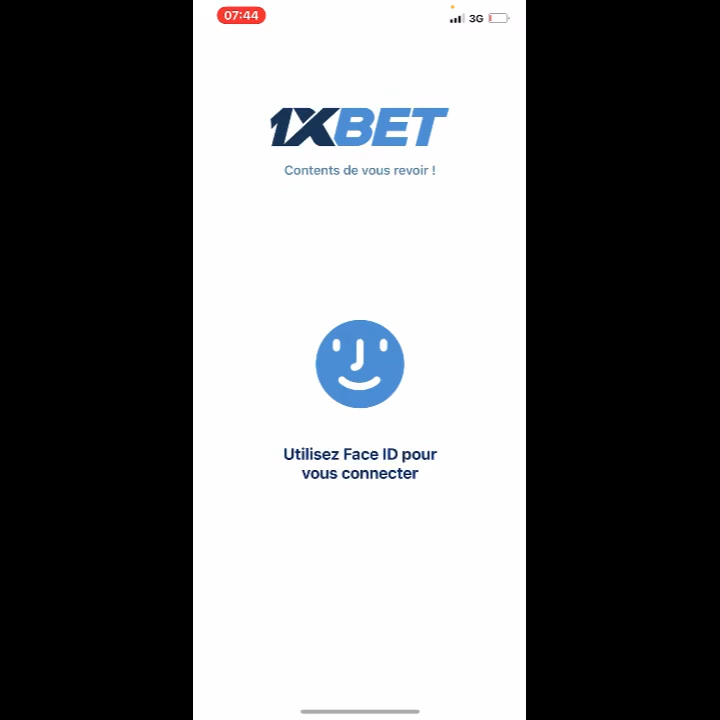 07:44
3G
1XBET
Contents de vous revoir !
Utilisez Face ID pour
vous connecter